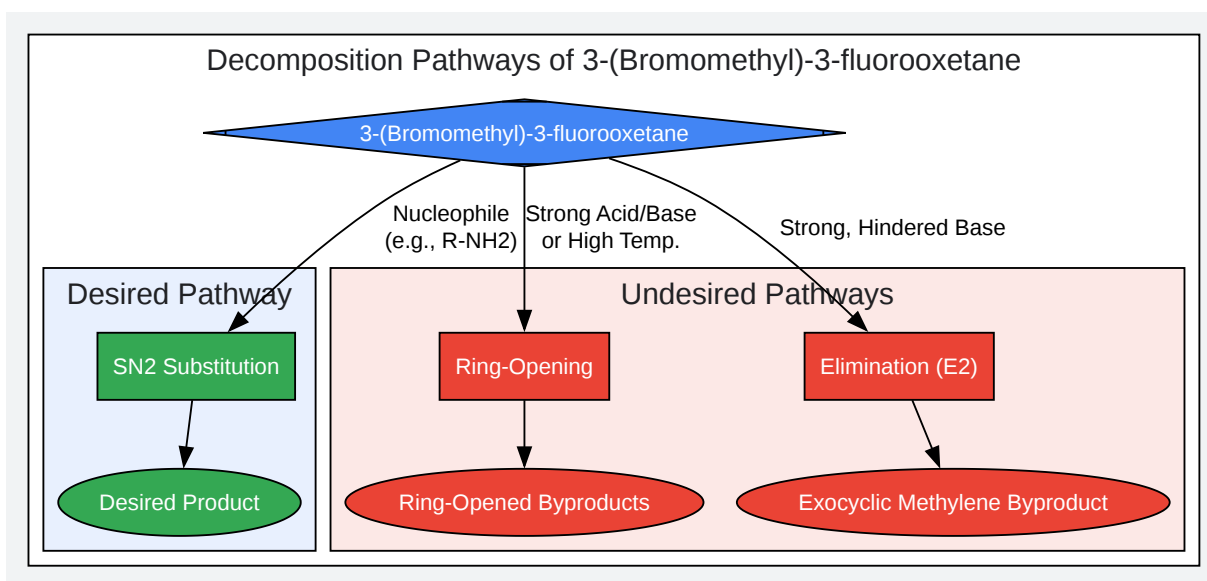 Decomposition Pathways of 3-(Bromomethyl)-3-fluorooxetane
3-(Bromomethyl)-3-fluorooxetane
Nucleophile
(e.g., R-NH2)
Strong Acid/Base
or High Temp.
Strong, Hindered Base
Desired Pathway
Undesired Pathways
SN2 Substitution
Ring-Opening
Elimination (E2)
Desired Product
Ring-Opened Byproducts
Exocyclic Methylene Byproduct